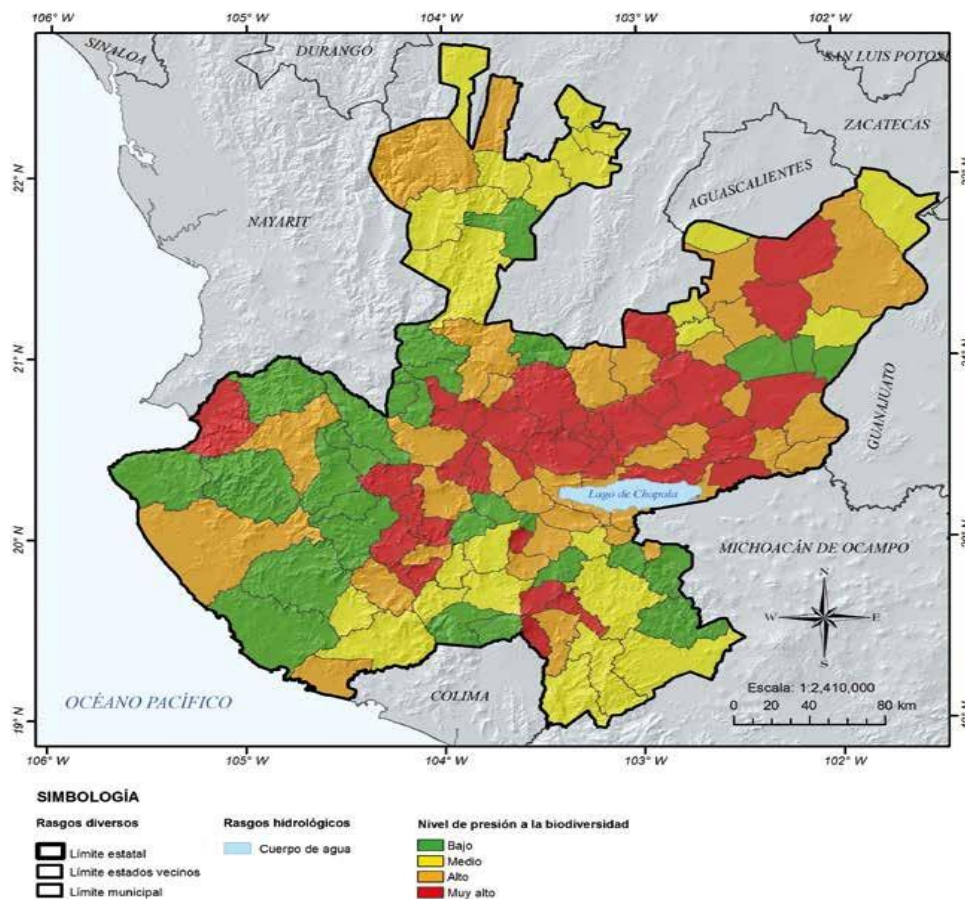 106° W 105° W 104° W 103° W 102° W
SINALOA
DURANGO
SAN LUIS POTOSÍ
ZACATECAS
AGUASCALIENTES
NAYARIT
22° N
21° N
GUANAJUATO
Lago de Chapala
20° N
MICHOACÁN DE OCAMPO
N
W E
S
COLIMA
OCÉANO PACÍFICO
Escala: 1:2,410,000
0 20 40 80 km
19° N
106° W 105° W 104° W 103° W 102° W
SIMBOLOGÍA
Rasgos diversos
Límite estatal
Límite estados vecinos
Límite municipal
Rasgos hidrológicos
Cuerpo de agua
Nivel de presión a la biodiversidad
Bajo
Medio
Alto
Muy alto